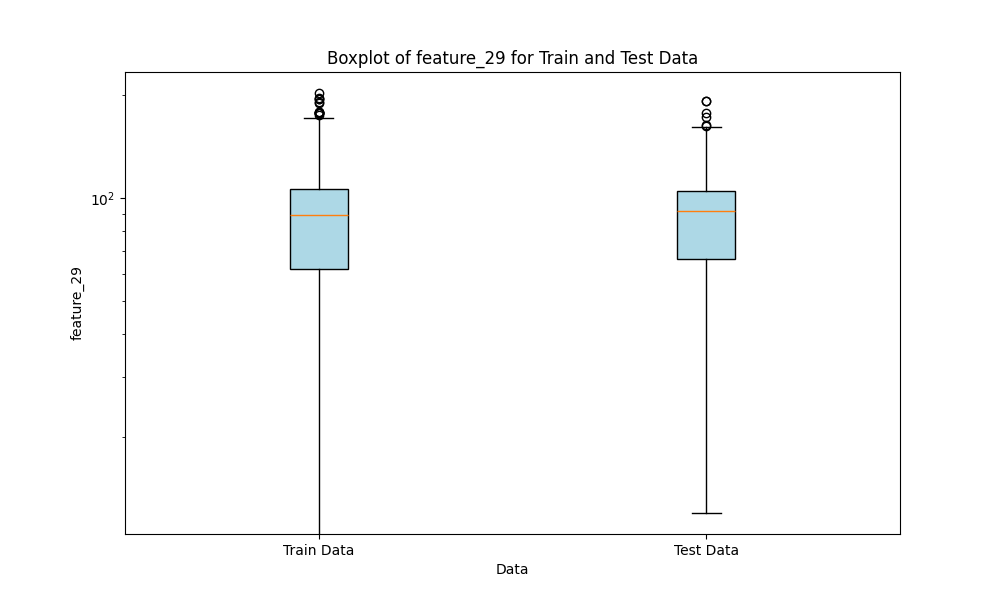 Boxplot of feature_29 for Train and Test Data
10²
feature_29
Train Data
Test Data
Data